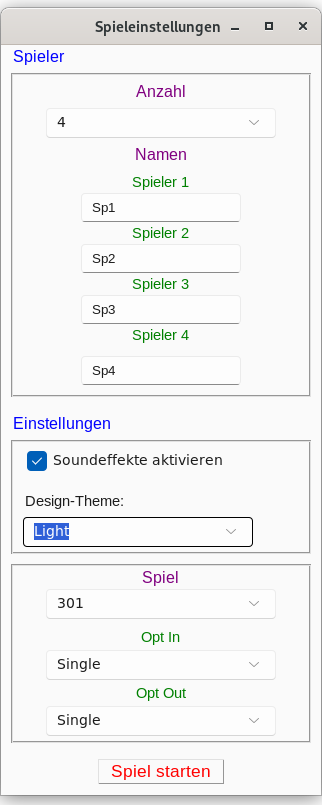 Spieleinstellungen
Spieler
Anzahl
4
Namen
Spieler 1
Sp1
Spieler 2
Sp2
Spieler 3
Sp3
Spieler 4
Sp4
Einstellungen
Soundeffekte aktivieren
Design-Theme:
Light
Spiel
301
Opt In
Single
Opt Out
Single
Spiel starten